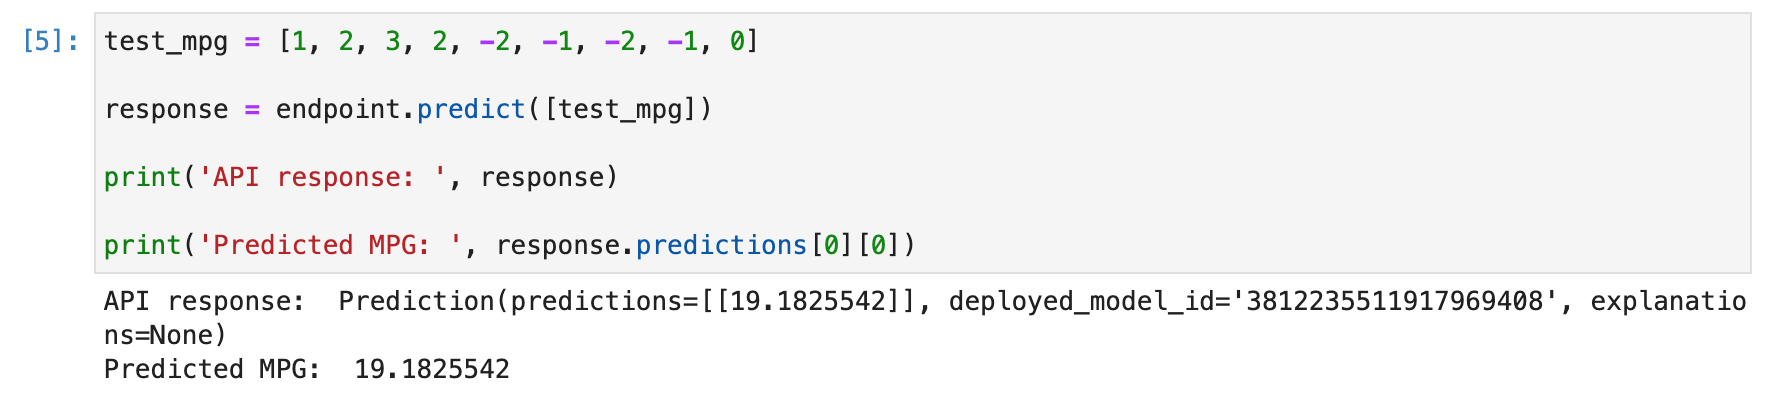 [5]: test_mpg = [1, 2, 3, 2, -2, -1, -2, -1, 0]
response = endpoint.predict([test_mpg])
print('API response: ', response)
print('Predicted MPG: ', response.predictions[0][0])
API response:  Prediction(predictions=[[19.1825542]], deployed_model_id='3812235511917969408', explanatio
ns=None)
Predicted MPG:  19.1825542